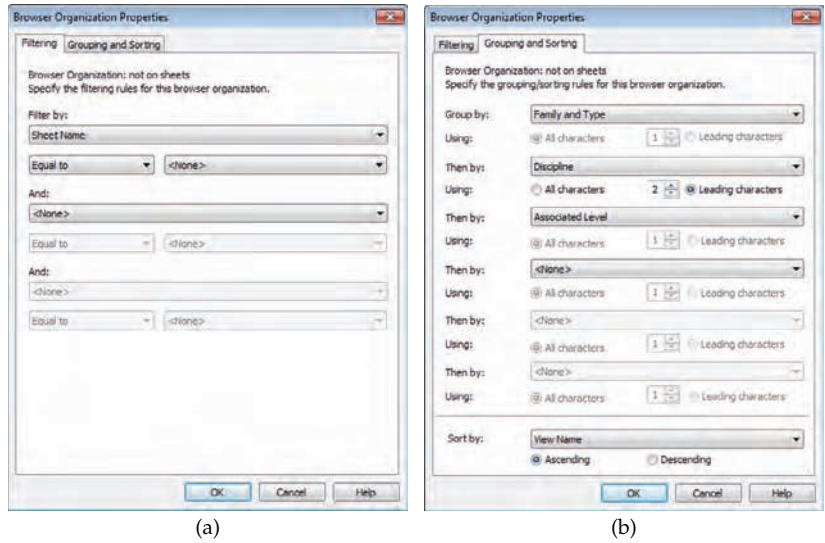 Browser Organization Properties
Filtering Grouping and Sorting
Browser Organization: not on sheets
Specify the filtering rules for this browser organization.
Filter by:
Sheet Name
Equal to <None>
And:
<None>
Equal to <None>
And:
<None>
Equal to <None>
OK Cancel Help
(a)
Browser Organization Properties
Filtering Grouping and Sorting
Browser Organization: not on sheets
Specify the grouping/sorting rules for this browser organization.
Group by: Family and Type
Using: All characters 1 Leading characters
Then by: Discipline
Using: All characters 2 Leading characters
Then by: Associated Level
Using: All characters 1 Leading characters
Then by: <None>
Using: All characters 1 Leading characters
Then by: <None>
Using: All characters 1 Leading characters
Then by: <None>
Using: All characters 1 Leading characters
Sort by: View Name
Ascending Descending
OK Cancel Help
(b)